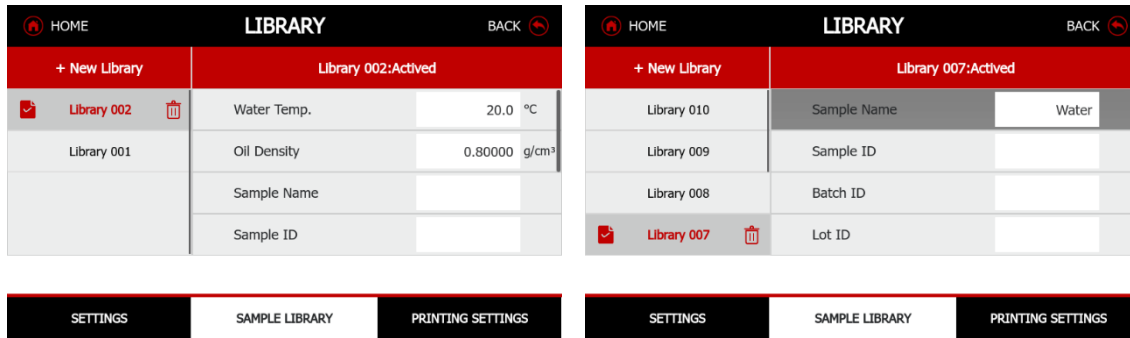 HOME LIBRARY BACK
+ New Library Library 002:Actived
Library 002 Water Temp. 20.0 °C
Library 001 Oil Density 0.80000 g/cm³
Sample Name
Sample ID
SETTINGS SAMPLE LIBRARY PRINTING SETTINGS
HOME LIBRARY BACK
+ New Library Library 007:Actived
Library 010 Sample Name Water
Library 009 Sample ID
Library 008 Batch ID
Library 007 Lot ID
SETTINGS SAMPLE LIBRARY PRINTING SETTINGS